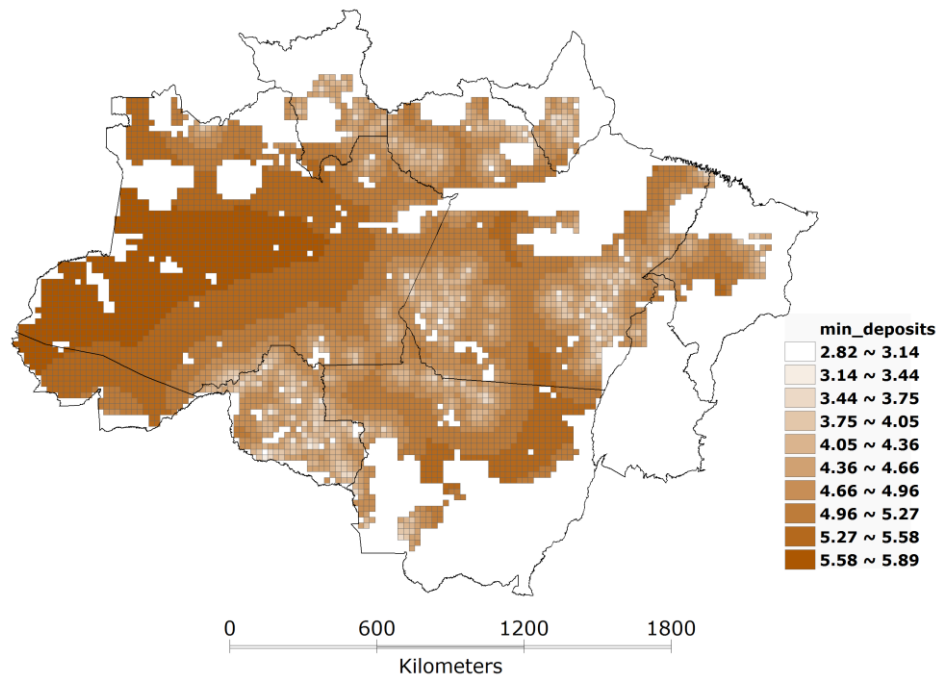 min_deposits
2.82 ~ 3.14
3.14 ~ 3.44
3.44 ~ 3.75
3.75 ~ 4.05
4.05 ~ 4.36
4.36 ~ 4.66
4.66 ~ 4.96
4.96 ~ 5.27
5.27 ~ 5.58
5.58 ~ 5.89
0 600 1200 1800
Kilometers